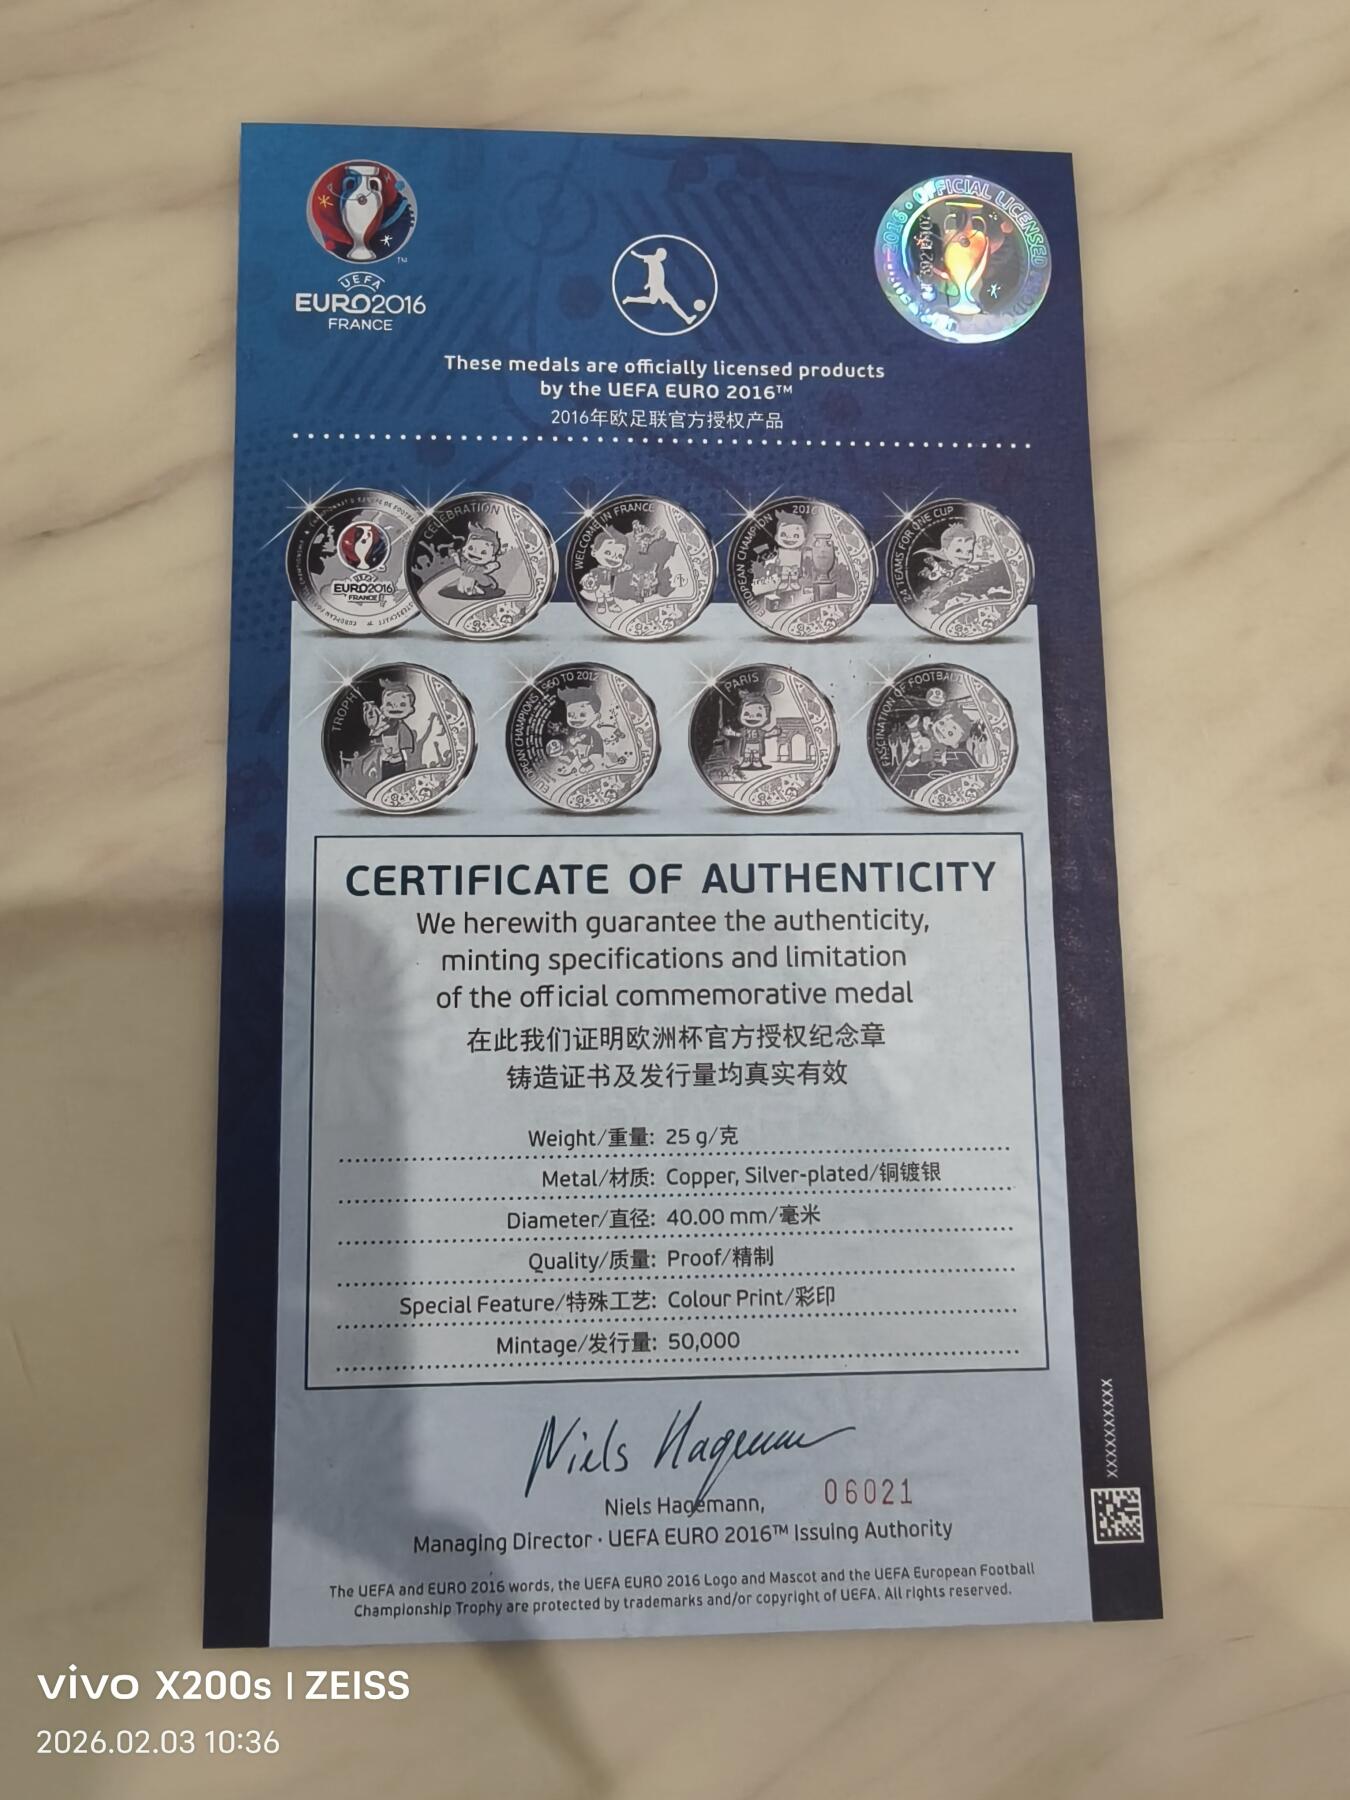 UEFA
EURO2016
FRANCE
TM
OFFICIAL LICENSED
These medals are officially licensed products
by the UEFA EURO 2016™
2016年欧足联官方授权产品
UEFA
EURO2016
FRANCE
CELEBRATION
WELCOME IN FRANCE
EUROPEAN CHAMPION 2016
24 TEAMS FOR ONE CUP
TROPHY
EUROPEAN CHAMPIONS 1960 TO 2012
PARIS
FASCINATION OF FOOTBALL
CERTIFICATE OF AUTHENTICITY
We herewith guarantee the authenticity,
minting specifications and limitation
of the official commemorative medal
在此我们证明欧洲杯官方授权纪念章
铸造证书及发行量均真实有效
Weight/重量: 25 g/克
Metal/材质: Copper, Silver-plated/铜镀银
Diameter/直径: 40.00 mm/毫米
Quality/质量: Proof/精制
Special Feature/特殊工艺: Colour Print/彩印
Mintage/发行量: 50,000
Niels Hagemann
06021
Niels Hagemann,
Managing Director · UEFA EURO 2016™ Issuing Authority
The UEFA and EURO 2016 words, the UEFA EURO 2016 Logo and Mascot and the UEFA European Football
Championship Trophy are protected by trademarks and/or copyright of UEFA. All rights reserved.
XXXXXXXXXX
vivo X200s | ZEISS
2026.02.03 10:36